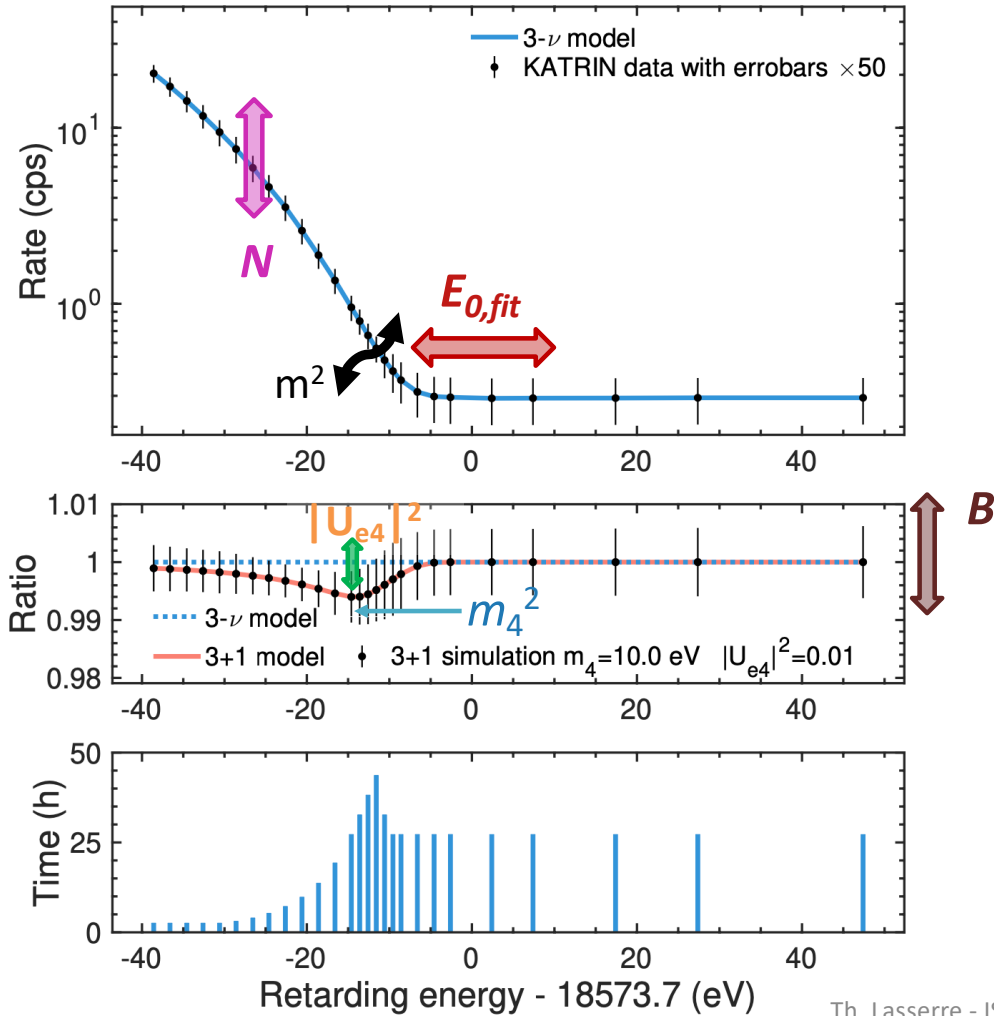 3-ν model
KATRIN data with errobars ×50
10¹
10⁰
Rate (cps)
N
E₀,fit
m²
-40 -20 0 20 40
1.01
1
0.99
0.98
Ratio
|Uₑ₄|²
B
m₄²
3-ν model
3+1 model
3+1 simulation m₄=10.0 eV |Uₑ₄|²=0.01
-40 -20 0 20 40
50
25
0
Time (h)
-40 -20 0 20 40
Retarding energy - 18573.7 (eV)
Th. Lasserre -